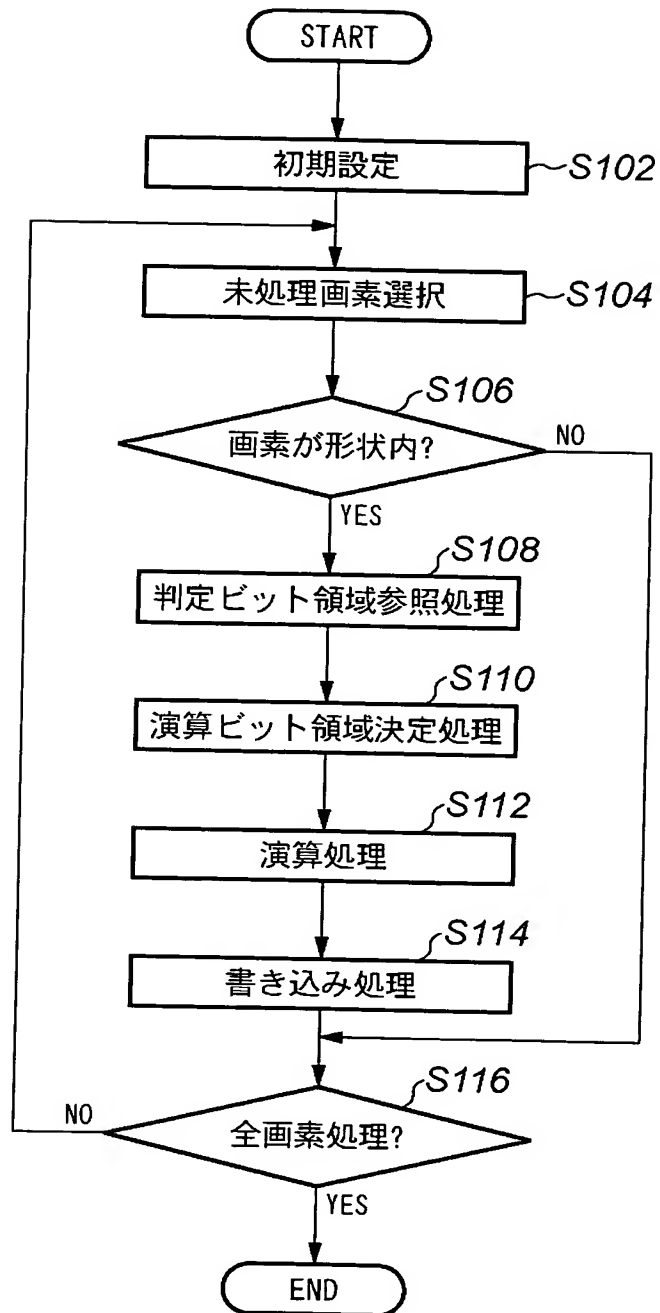 START
初期設定
S102
未処理画素選択
S104
S106
画素が形状内?
NO
YES
S108
判定ビット領域参照処理
S110
演算ビット領域決定処理
S112
演算処理
S114
書き込み処理
S116
NO
全画素処理?
YES
END